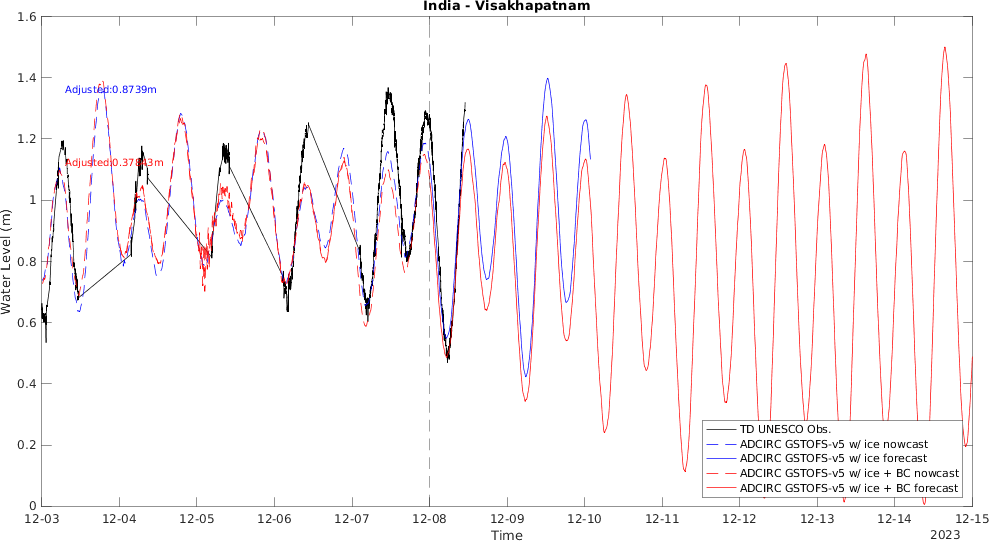 India - Visakhapatnam
Water Level (m)
1.6
1.4
1.2
1
0.8
0.6
0.4
0.2
0
Adjusted:0.8739m
Adjusted:0.37843m
TD UNESCO Obs.
ADCIRC GSTOFS-v5 w/ ice nowcast
ADCIRC GSTOFS-v5 w/ ice forecast
ADCIRC GSTOFS-v5 w/ ice + BC nowcast
ADCIRC GSTOFS-v5 w/ ice + BC forecast
12-03 12-04 12-05 12-06 12-07 12-08 12-09 12-10 12-11 12-12 12-13 12-14 12-15
Time
2023